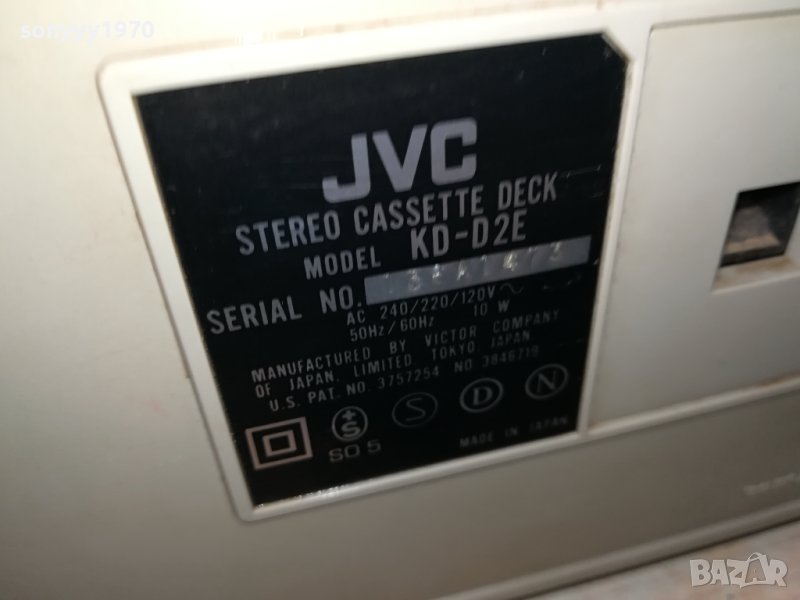 sonyyy1970
JVC
STEREO CASSETTE DECK
MODEL KD-D2E
SERIAL NO.
AC 240/220/120V~
50Hz/60Hz 10 W
MANUFACTURED BY VICTOR COMPANY
OF JAPAN, LIMITED TOKYO JAPAN
U.S. PAT. NO. 3757254 NO. 3846719
S S D N
SO 5 MADE IN JAPAN
BAZAR